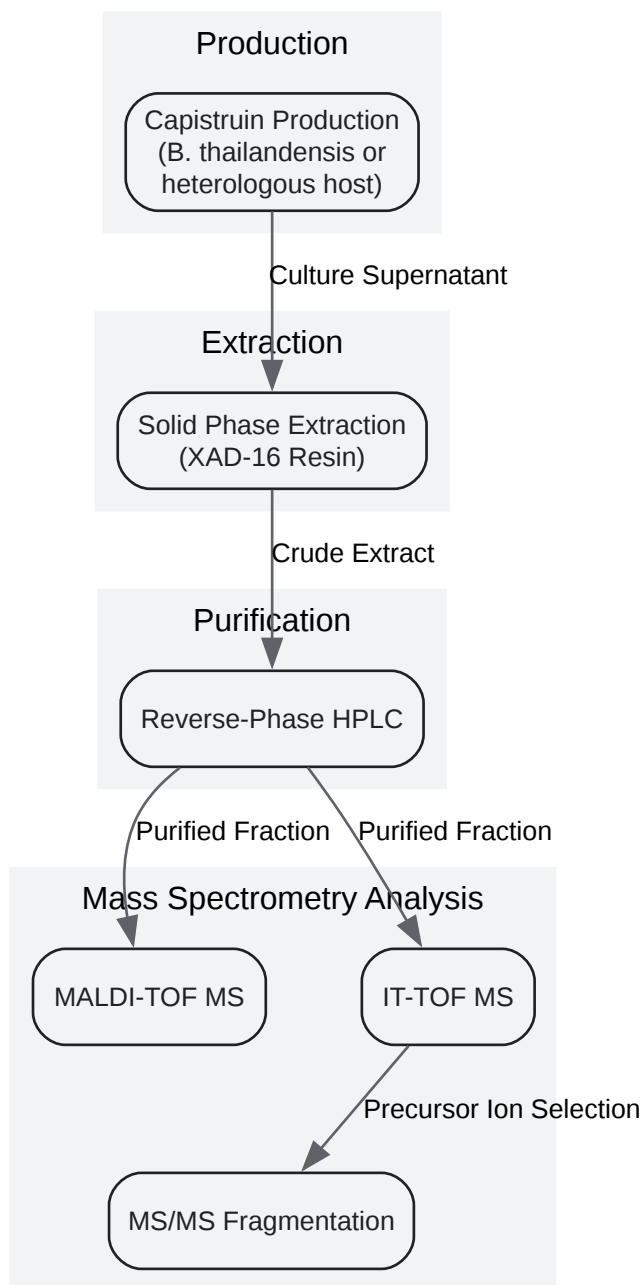 Production
Capistruin Production
(B. thailandensis or
heterologous host)
Culture Supernatant
Extraction
Solid Phase Extraction
(XAD-16 Resin)
Crude Extract
Purification
Reverse-Phase HPLC
Purified Fraction
Purified Fraction
Mass Spectrometry Analysis
MALDI-TOF MS
IT-TOF MS
Precursor Ion Selection
MS/MS Fragmentation